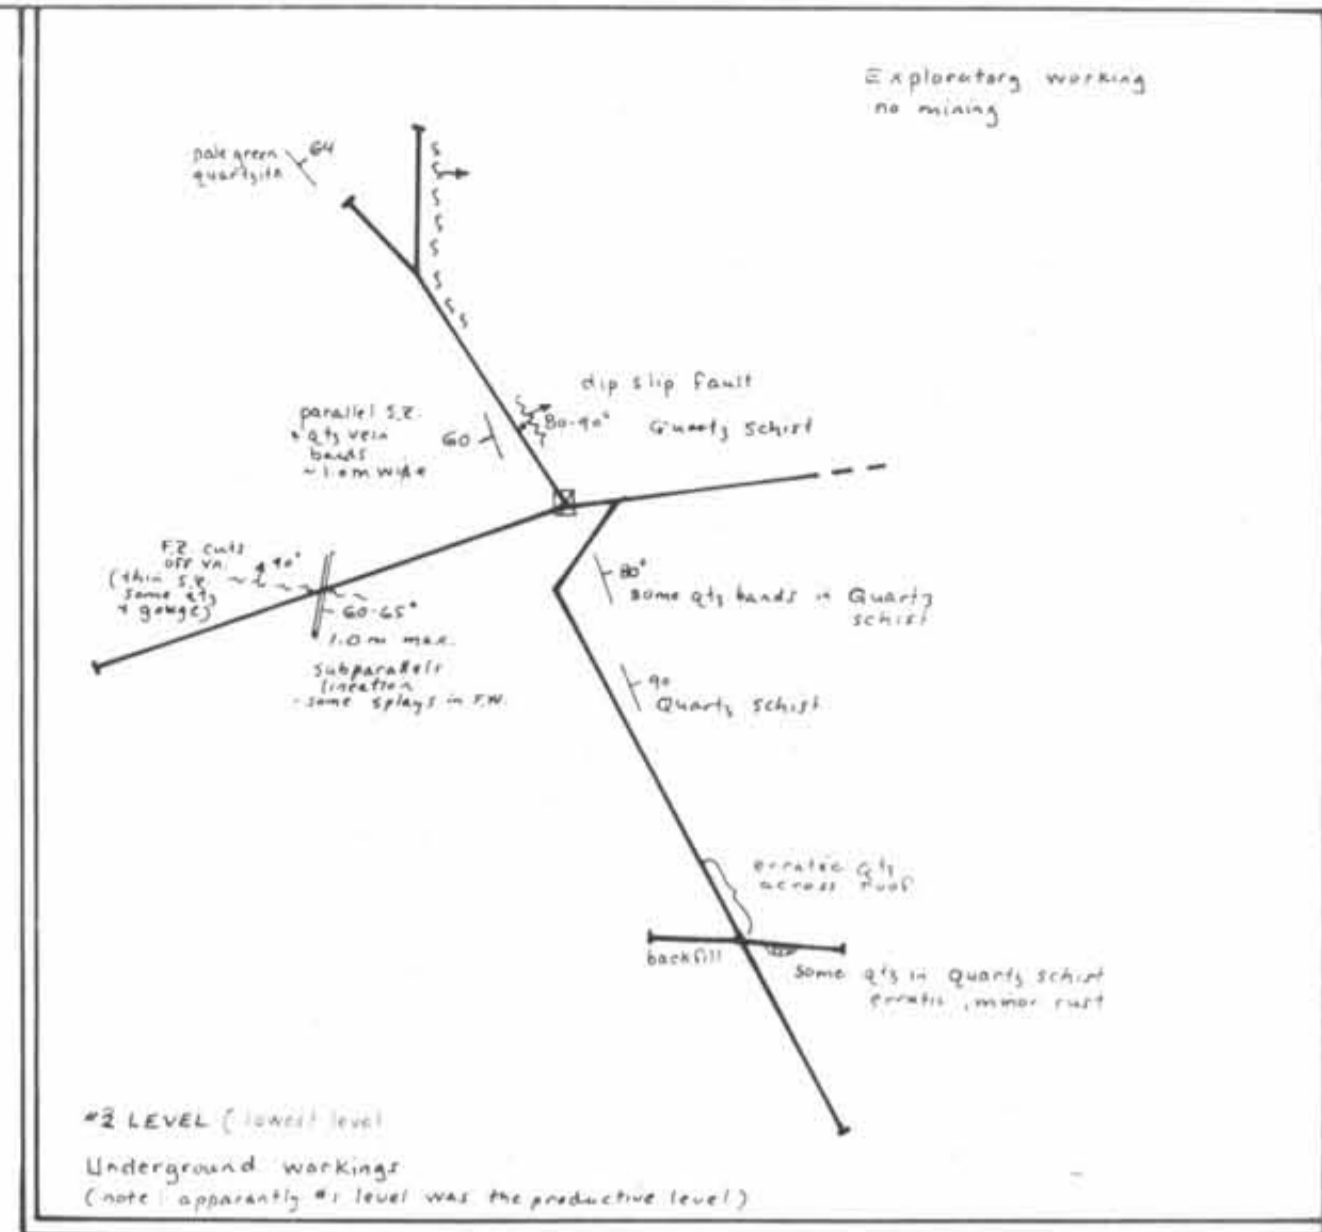 Exploratory working
no mining
pale green
quartzite
64
dip slip fault
80-90°
Quartz schist
parallel S.Z.
+ qtz vein
bands
~1.0m wide
60
F.Z. cuts
off vn.
90°
(thin S.Z.
some qtz
+ gouge)
60-65°
1.0 m max.
subparallels
lineation
- some splays in F.W.
80°
some qtz bands in Quartz
schist
90
Quartz schist
erratic qtz
across roof
backfill
some qtz in Quartz schist
erratic, minor rust
#2 LEVEL (lowest level
Underground workings
(note: apparantly #1 level was the productive level)